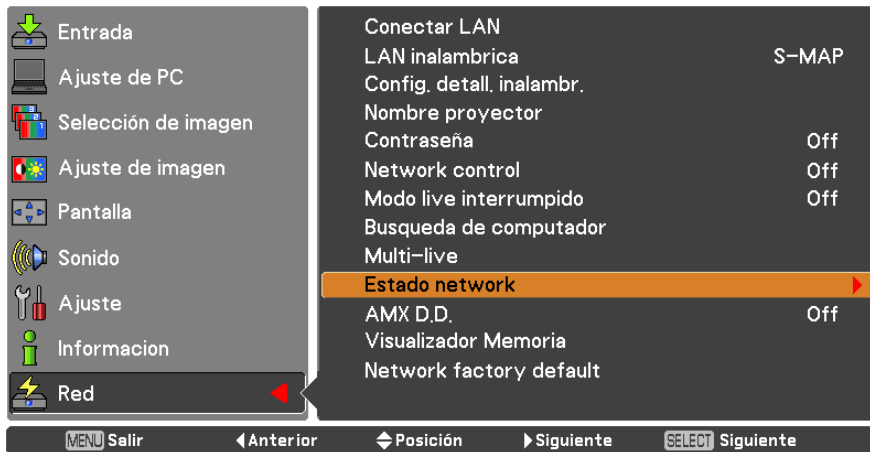 Entrada
Ajuste de PC
Selección de imagen
Ajuste de imagen
Pantalla
Sonido
Ajuste
Informacion
Red
Conectar LAN
LAN inalambrica S-MAP
Config. detall. inalambr.
Nombre proyector
Contraseña Off
Network control Off
Modo live interrumpido Off
Busqueda de computador
Multi-live
Estado network
AMX D.D. Off
Visualizador Memoria
Network factory default
MENU Salir Anterior Posición Siguiente SELECT Siguiente